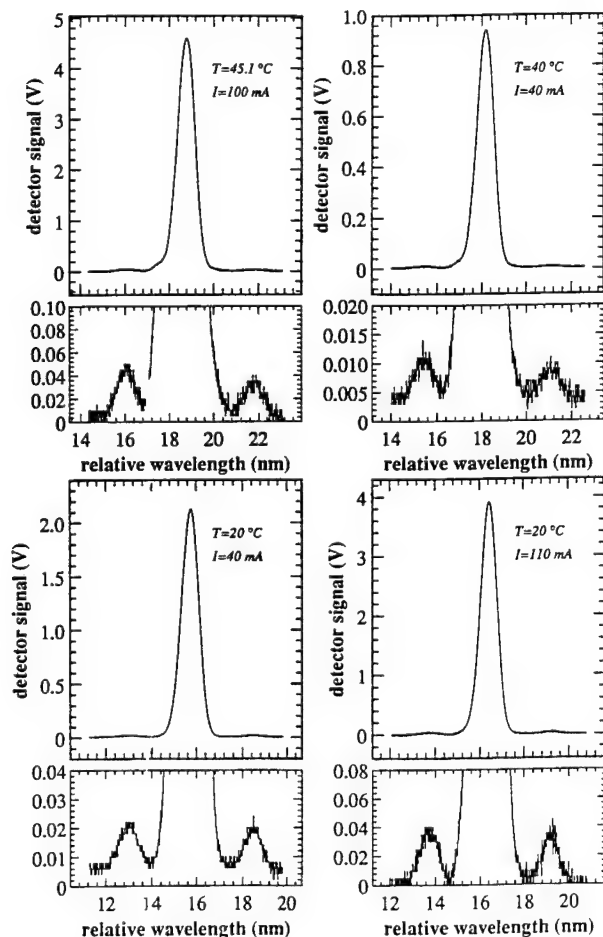 5
4
3
2
1
0
detector signal (V)
T=45.1 °C
I=100 mA
0.10
0.08
0.06
0.04
0.02
0
14 16 18 20 22
relative wavelength (nm)
1.0
0.8
0.6
0.4
0.2
0.0
detector signal (V)
T=40 °C
I=40 mA
0.020
0.015
0.010
0.005
0
14 16 18 20 22
relative wavelength (nm)
2.0
1.5
1.0
0.5
0.0
detector signal (V)
T=20 °C
I=40 mA
0.04
0.03
0.02
0.01
0
12 14 16 18 20
relative wavelength (nm)
4
3
2
1
0
detector signal (V)
T=20 °C
I=110 mA
0.08
0.06
0.04
0.02
0
12 14 16 18 20
relative wavelength (nm)